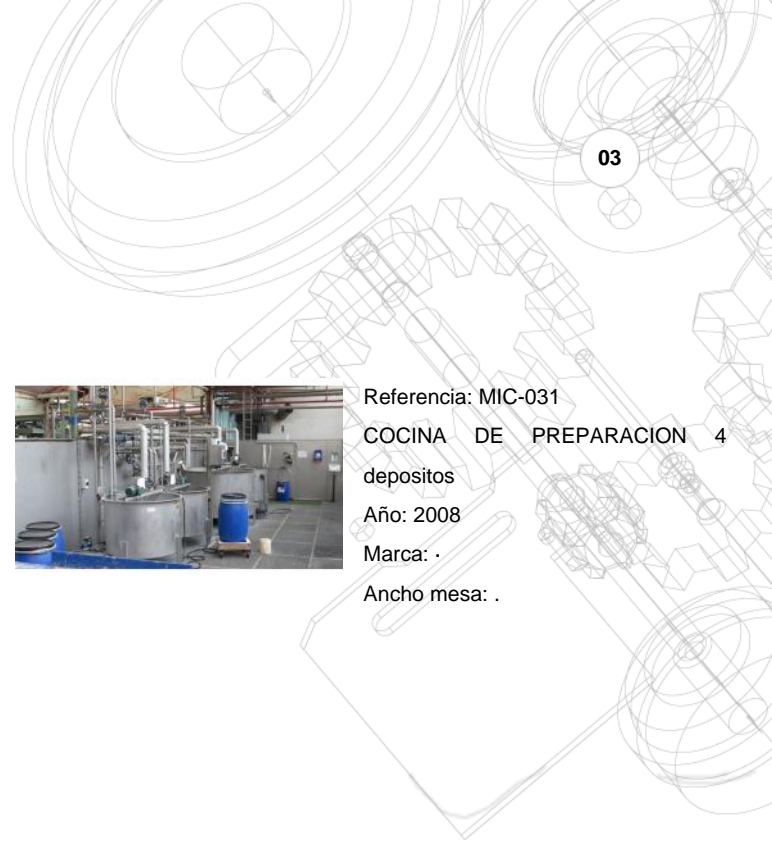 03
Referencia: MIC-031
COCINA DE PREPARACION 4
depositos
Año: 2008
Marca: ·
Ancho mesa: .